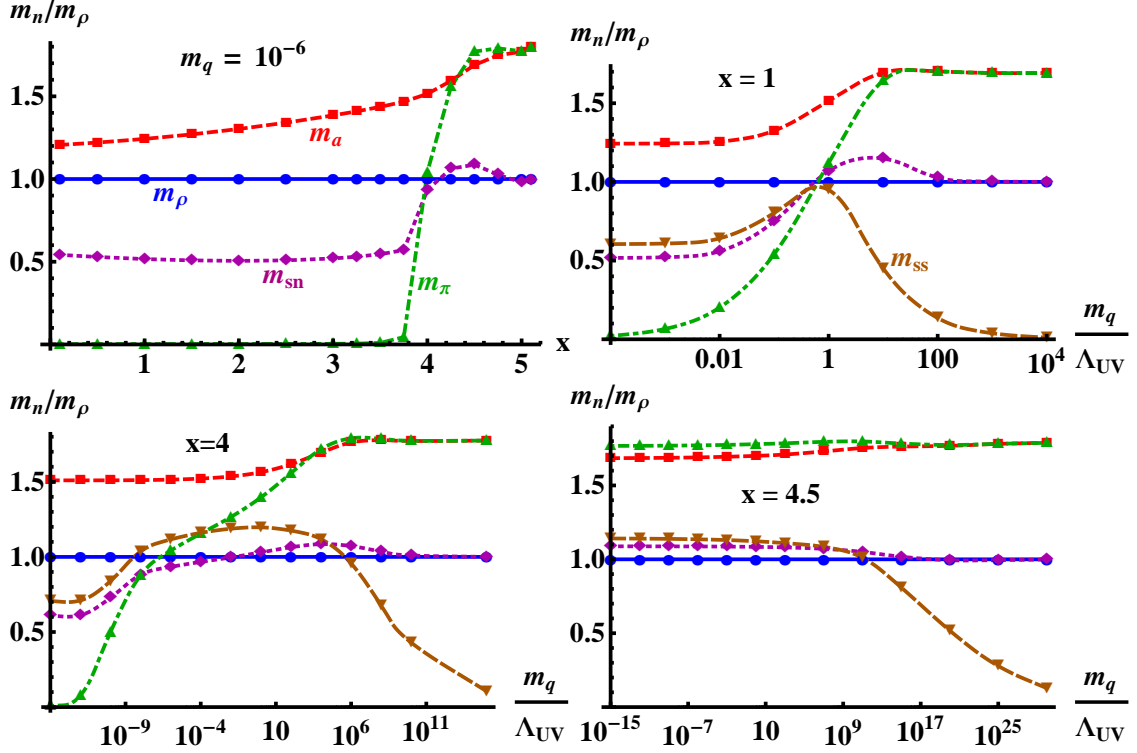 m_n/m_ρ
m_q = 10^−6
1.5
m_a
1.0
m_ρ
0.5
m_sn
m_π
1 2 3 4 5 x
m_n/m_ρ
x = 1
1.5
1.0
0.5
m_ss
0.01 1 100 10^4
m_q/Λ_UV
m_n/m_ρ
x=4
1.5
1.0
0.5
10^−9 10^−4 10 10^6 10^11
m_q/Λ_UV
m_n/m_ρ
1.5
x = 4.5
1.0
0.5
10^−15 10^−7 10 10^9 10^17 10^25
m_q/Λ_UV